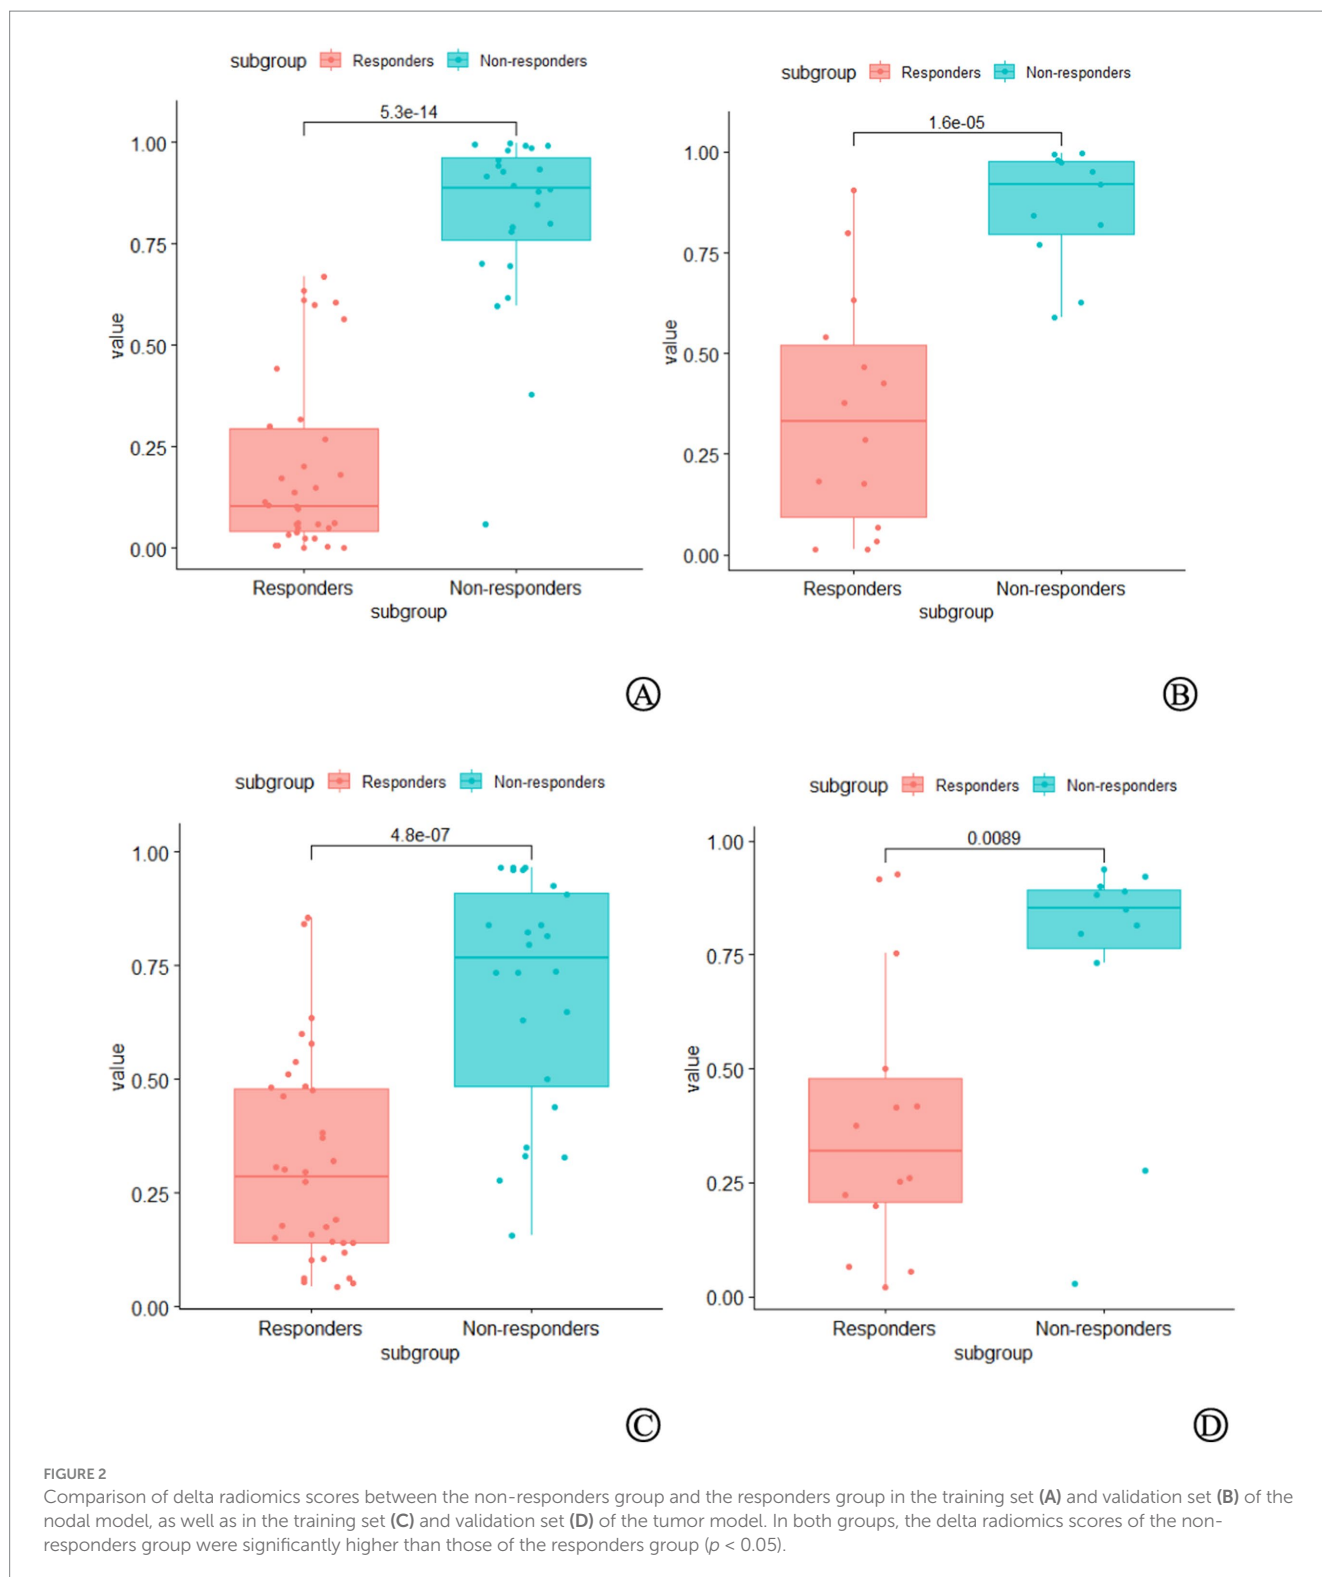 subgroup Responders Non-responders
5.3e-14
1.00
0.75
0.50
0.25
0.00
value
Responders Non-responders
subgroup
A
subgroup Responders Non-responders
1.6e-05
1.00
0.75
0.50
0.25
0.00
value
Responders Non-responders
subgroup
B
subgroup Responders Non-responders
4.8e-07
1.00
0.75
0.50
0.25
0.00
value
Responders Non-responders
subgroup
C
subgroup Responders Non-responders
0.0089
1.00
0.75
0.50
0.25
0.00
value
Responders Non-responders
subgroup
D
FIGURE 2
Comparison of delta radiomics scores between the non-responders group and the responders group in the training set (A) and validation set (B) of the
nodal model, as well as in the training set (C) and validation set (D) of the tumor model. In both groups, the delta radiomics scores of the non-
responders group were significantly higher than those of the responders group (p < 0.05).